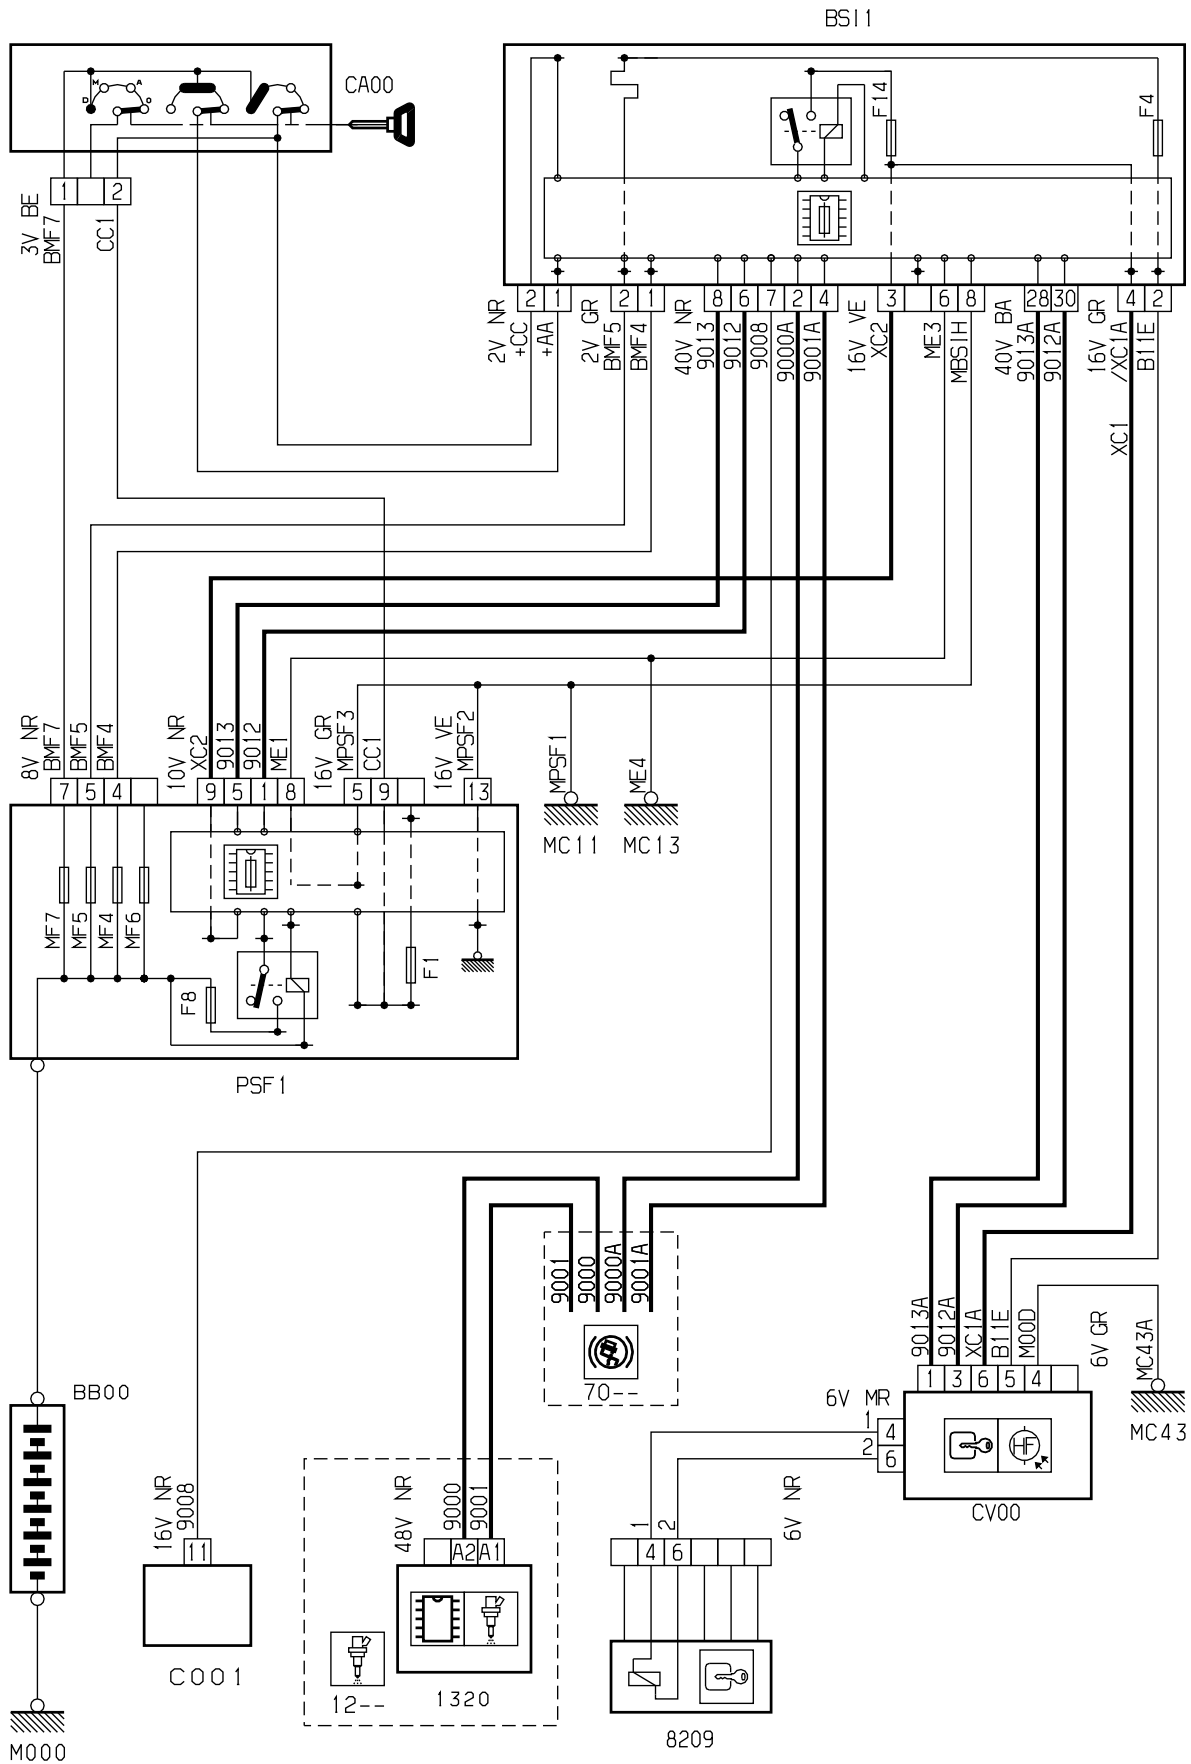 BSI1
CA00
M A
D O
F14
F4
1 2
3V BE
BMF7
CC1
2 1 2 1 8 6 7 2 4 3 6 8 28 30 4 2
2V NR
+CC
+AA
2V GR
BMF5
BMF4
40V NR
9013
9012
9008
9000A
9001A
16V VE
XC2
ME3
MBSIH
40V BA
9013A
9012A
16V GR
/XC1A
B11E
XC1
8V NR
BMF7
BMF5
BMF4
10V NR
XC2
9013
9012
ME1
16V GR
MPSF3
CC1
16V VE
MPSF2
MPSF1
ME4
7 5 4 9 5 1 8 5 9 13
MC11
MC13
MF7
MF5
MF4
MF6
F8
F1
PSF1
9001
9000
9000A
9001A
70--
9013A
9012A
XC1A
B11E
M00D
6V GR
MC43A
1 3 6 5 4
MC43
BB00
6V MR
1 4
2 6
HF
CV00
16V NR
9008
11
C001
48V NR
9000
9001
A2 A1
1320
12--
1
2
6V NR
4 6
8209
M000